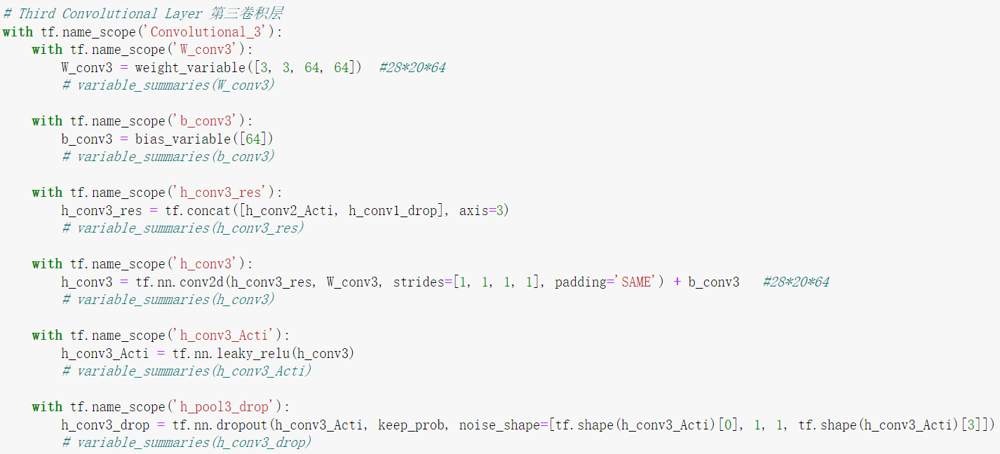 # Third Convolutional Layer 第三卷积层
with tf.name_scope('Convolutional_3'):
    with tf.name_scope('W_conv3'):
        W_conv3 = weight_variable([3, 3, 64, 64])  #28*20*64
        # variable_summaries(W_conv3)

    with tf.name_scope('b_conv3'):
        b_conv3 = bias_variable([64])
        # variable_summaries(b_conv3)

    with tf.name_scope('h_conv3_res'):
        h_conv3_res = tf.concat([h_conv2_Acti, h_conv1_drop], axis=3)
        # variable_summaries(h_conv3_res)

    with tf.name_scope('h_conv3'):
        h_conv3 = tf.nn.conv2d(h_conv3_res, W_conv3, strides=[1, 1, 1, 1], padding='SAME') + b_conv3   #28*20*64
        # variable_summaries(h_conv3)

    with tf.name_scope('h_conv3_Acti'):
        h_conv3_Acti = tf.nn.leaky_relu(h_conv3)
        # variable_summaries(h_conv3_Acti)

    with tf.name_scope('h_pool3_drop'):
        h_conv3_drop = tf.nn.dropout(h_conv3_Acti, keep_prob, noise_shape=[tf.shape(h_conv3_Acti)[0], 1, 1, tf.shape(h_conv3_Acti)[3]])
        # variable_summaries(h_conv3_drop)